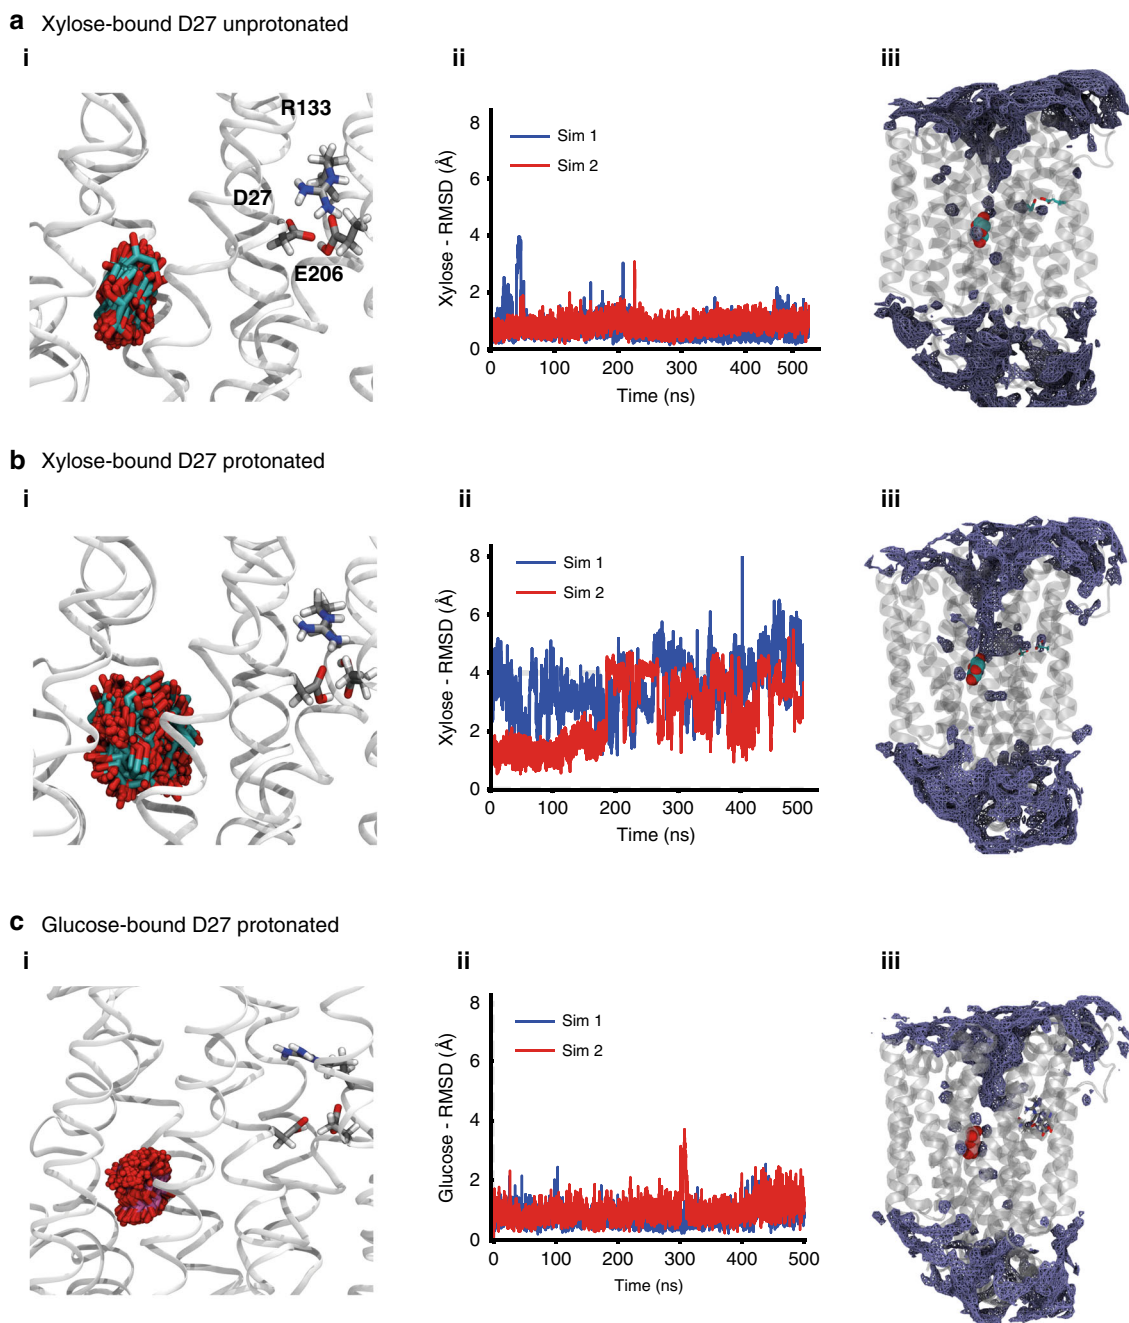 a Xylose-bound D27 unprotonated
i
ii
iii
R133
D27
E206
Xylose - RMSD (Å)
8
6
4
2
0
Sim 1
Sim 2
0 100 200 300 400 500
Time (ns)
b Xylose-bound D27 protonated
i
ii
iii
Xylose - RMSD (Å)
8
6
4
2
0
Sim 1
Sim 2
0 100 200 300 400 500
Time (ns)
c Glucose-bound D27 protonated
i
ii
iii
Glucose - RMSD (Å)
8
6
4
2
0
Sim 1
Sim 2
0 100 200 300 400 500
Time (ns)